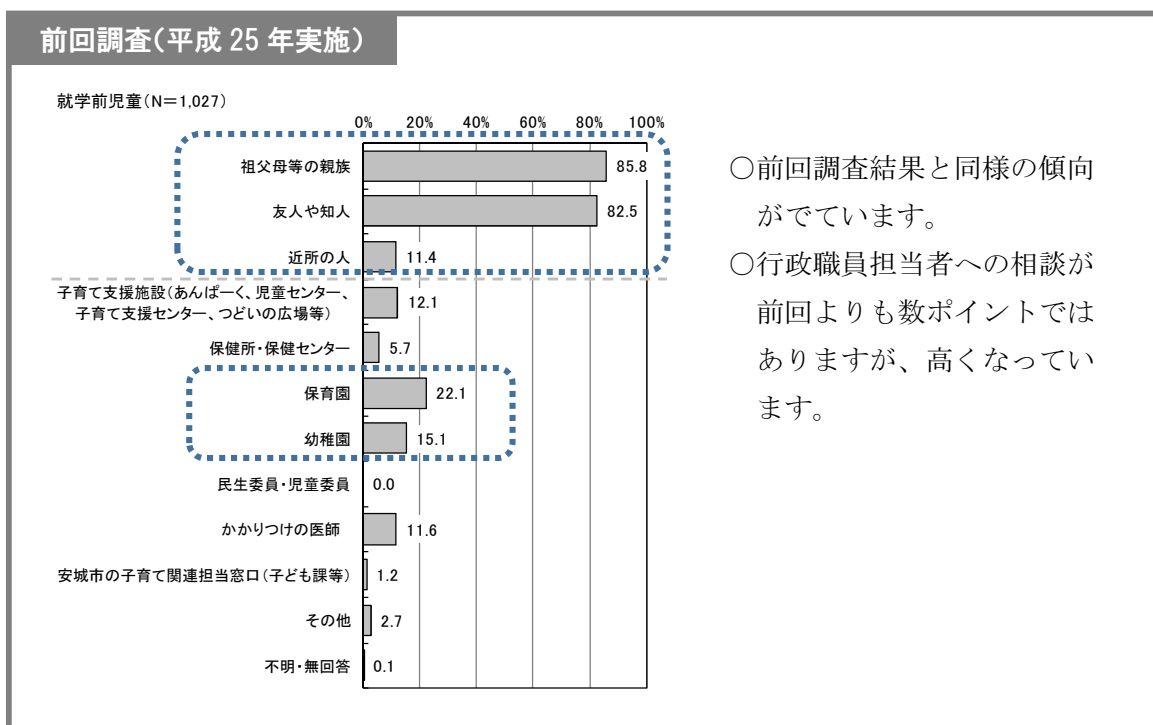 前回調査(平成 25 年実施)
就学前児童(N=1,027)
0% 20% 40% 60% 80% 100%
祖父母等の親族 85.8
友人や知人 82.5
近所の人 11.4
子育て支援施設(あんぱーく、児童センター、
子育て支援センター、つどいの広場等) 12.1
保健所・保健センター 5.7
保育園 22.1
幼稚園 15.1
民生委員・児童委員 0.0
かかりつけの医師 11.6
安城市の子育て関連担当窓口(子ども課等) 1.2
その他 2.7
不明・無回答 0.1
○前回調査結果と同様の傾向
がでています。
○行政職員担当者への相談が
前回よりも数ポイントでは
ありますが、高くなってい
ます。